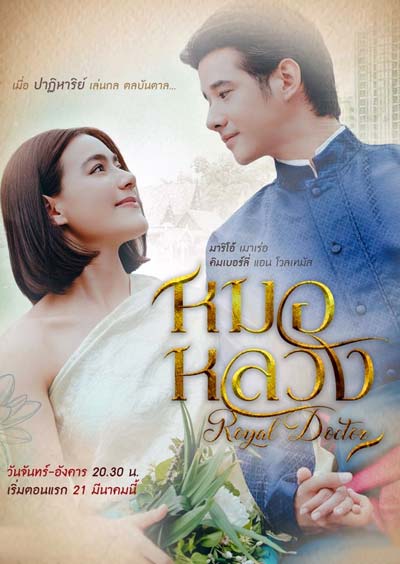 เมื่อ ปาฏิหาริย์ เล่นกล ดลบันดาล...
มาริโอ้ เมาเร่อ
คิมเบอร์ลี่ แอน โวลเทมัส
หมอ
หลวง
Royal Doctor
วันจันทร์-อังคาร 20.30 น.
เริ่มตอนแรก 21 มีนาคมนี้